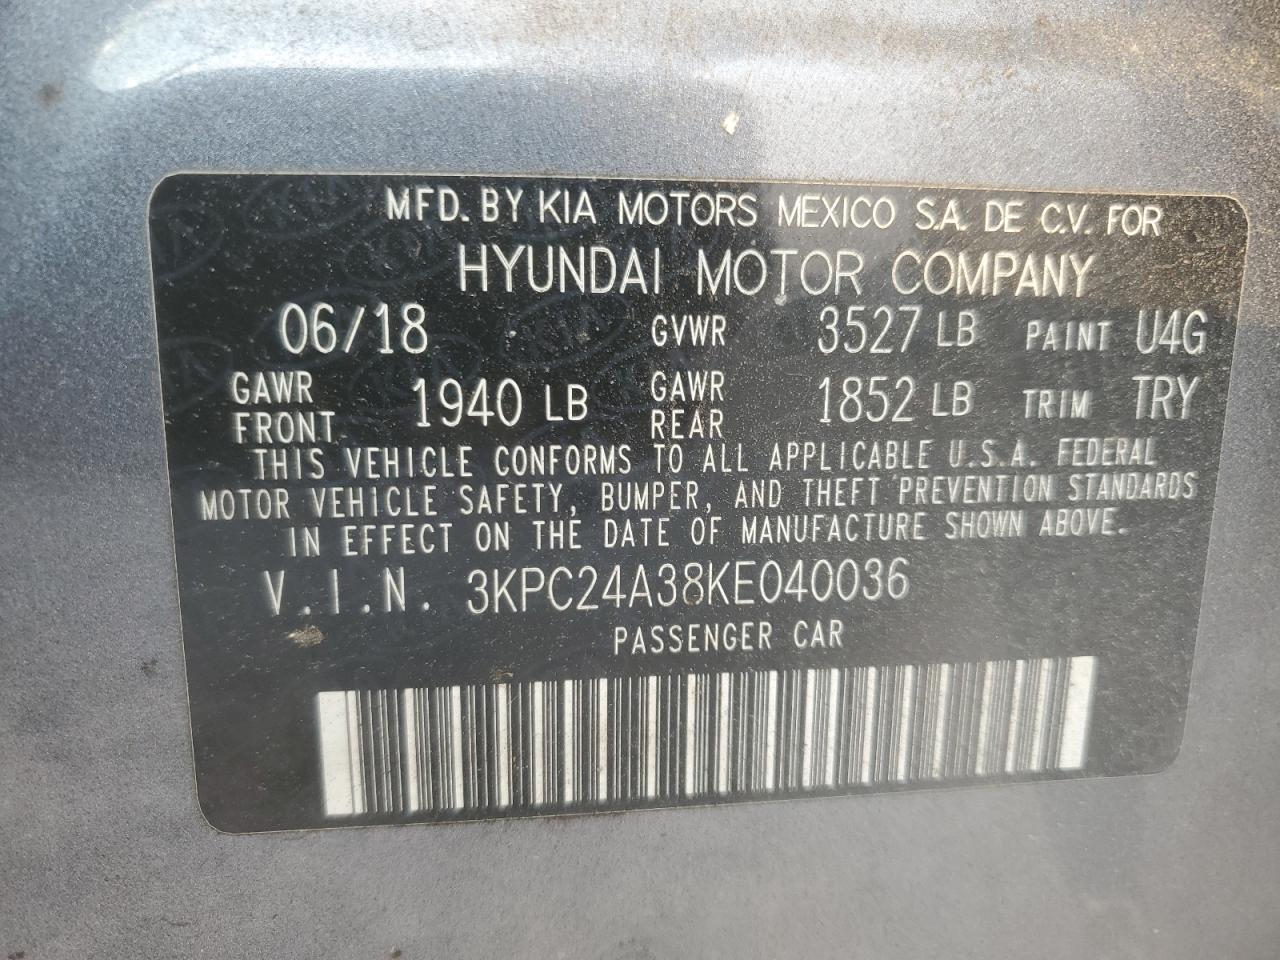 MFD. BY KIA MOTORS MEXICO S.A. DE C.V. FOR
HYUNDAI MOTOR COMPANY
06/18 GVWR 3527 LB PAINT U4G
GAWR FRONT 1940 LB GAWR REAR 1852 LB TRIM TRY
THIS VEHICLE CONFORMS TO ALL APPLICABLE U.S.A. FEDERAL
MOTOR VEHICLE SAFETY, BUMPER, AND THEFT PREVENTION STANDARDS
IN EFFECT ON THE DATE OF MANUFACTURE SHOWN ABOVE.
V.I.N. 3KPC24A38KE040036
PASSENGER CAR